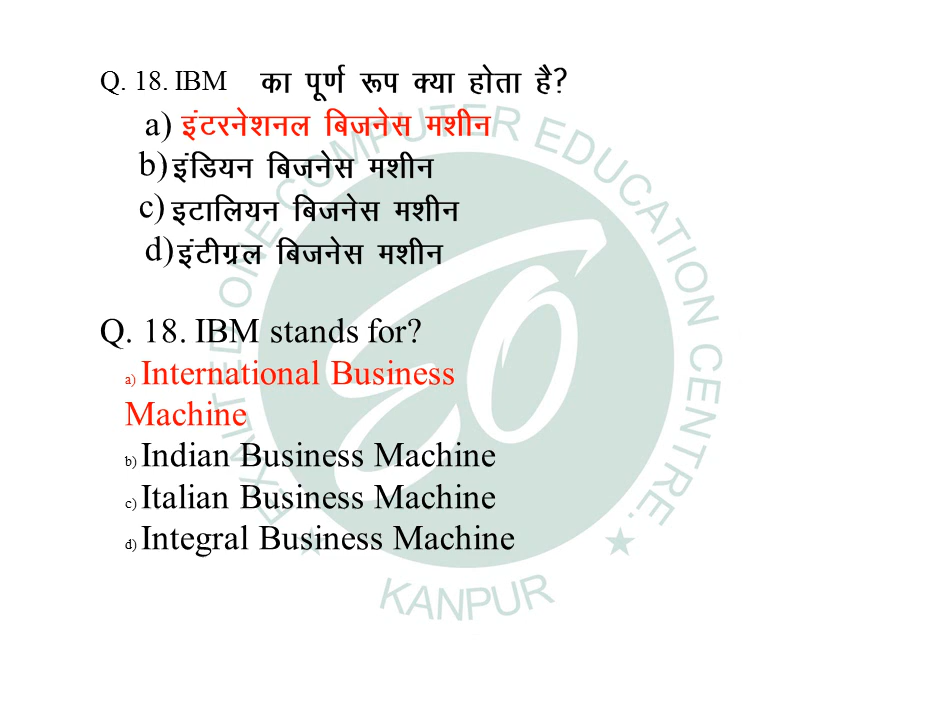 Q. 18. IBM का पूर्ण रूप क्या होता है?
a) इंटरनेशनल बिजनेस मशीन
b) इंडियन बिजनेस मशीन
c) इटालियन बिजनेस मशीन
d) इंटीग्रल बिजनेस मशीन
Q. 18. IBM stands for?
a) International Business
Machine
b) Indian Business Machine
c) Italian Business Machine
d) Integral Business Machine
COMPUTER EDUCATION CENTRE.
KANPUR